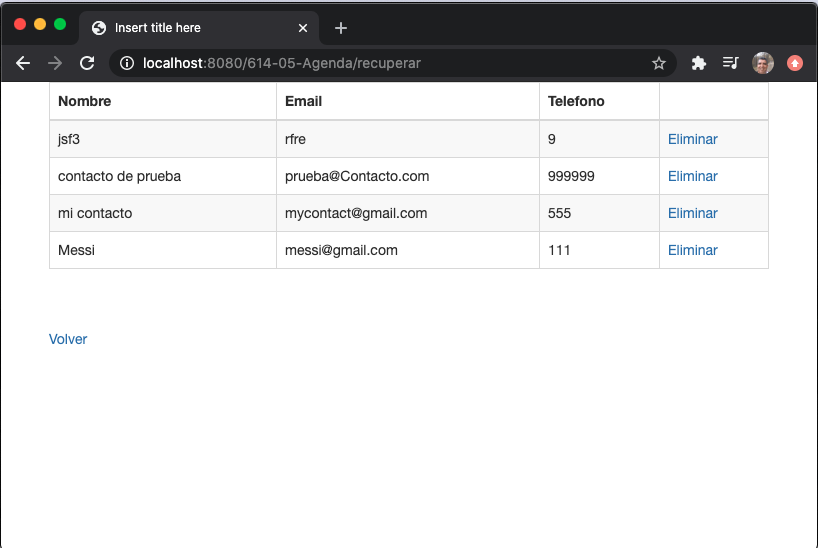 Insert title here
localhost:8080/614-05-Agenda/recuperar
Nombre Email Telefono
jsf3 rfre 9 Eliminar
contacto de prueba prueba@Contacto.com 999999 Eliminar
mi contacto mycontact@gmail.com 555 Eliminar
Messi messi@gmail.com 111 Eliminar
Volver